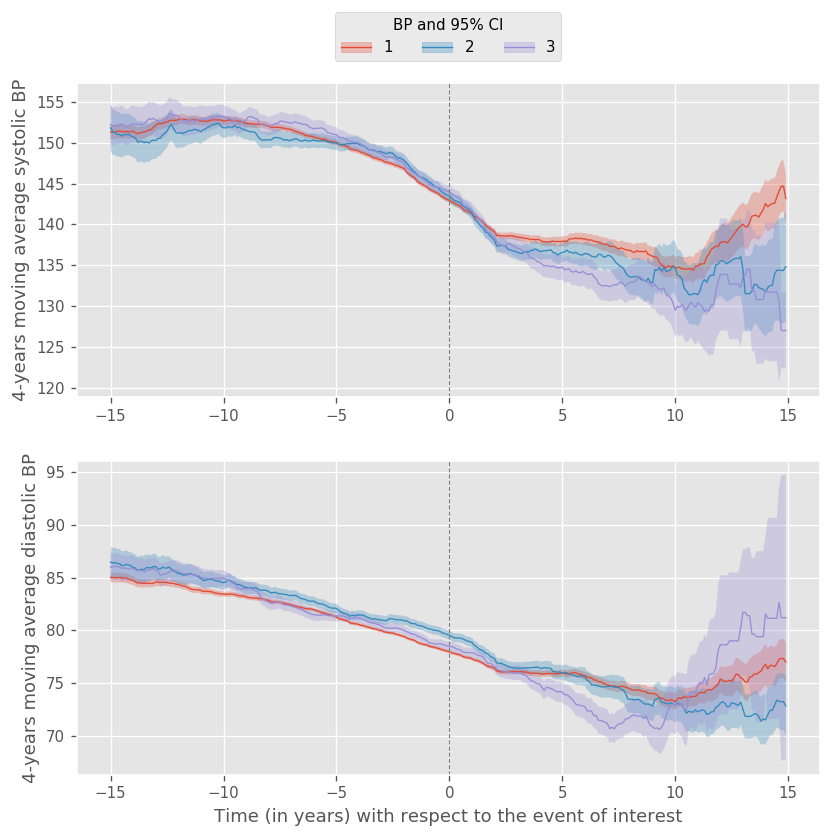 BP and 95% CI
1 2 3
4-years moving average systolic BP
155
150
145
140
135
130
125
120
−15 −10 −5 0 5 10 15
4-years moving average diastolic BP
95
90
85
80
75
70
−15 −10 −5 0 5 10 15
Time (in years) with respect to the event of interest